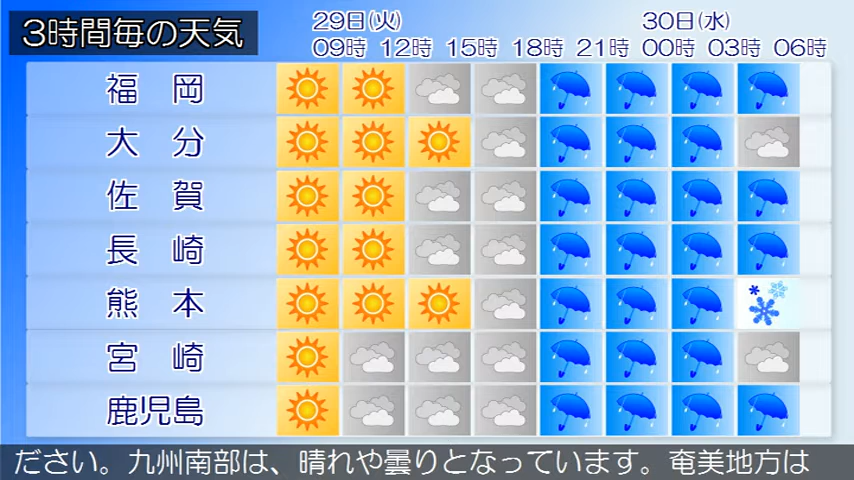 3時間毎の天気
29日(火) 30日(水)
09時 12時 15時 18時 21時 00時 03時 06時
福岡
大分
佐賀
長崎
熊本
宮崎
鹿児島
ださい。九州南部は、晴れや曇りとなっています。奄美地方は